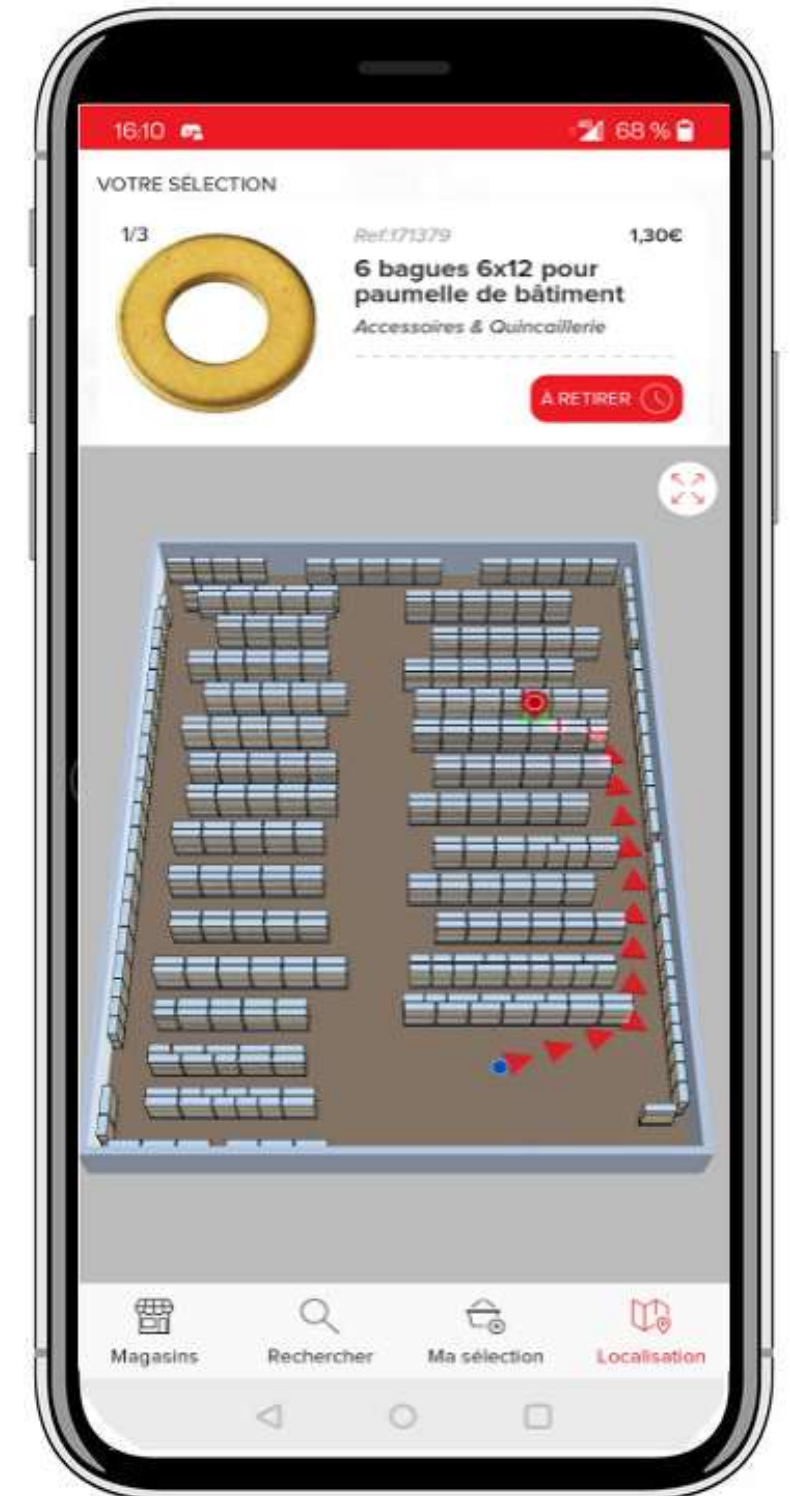 16:10
68 %
VOTRE SÉLECTION
1/3
Ref:171379
1,30€
6 bagues 6x12 pour
paumelle de bâtiment
Accessoires & Quincaillerie
À RETIRER
Magasins
Rechercher
Ma sélection
Localisation